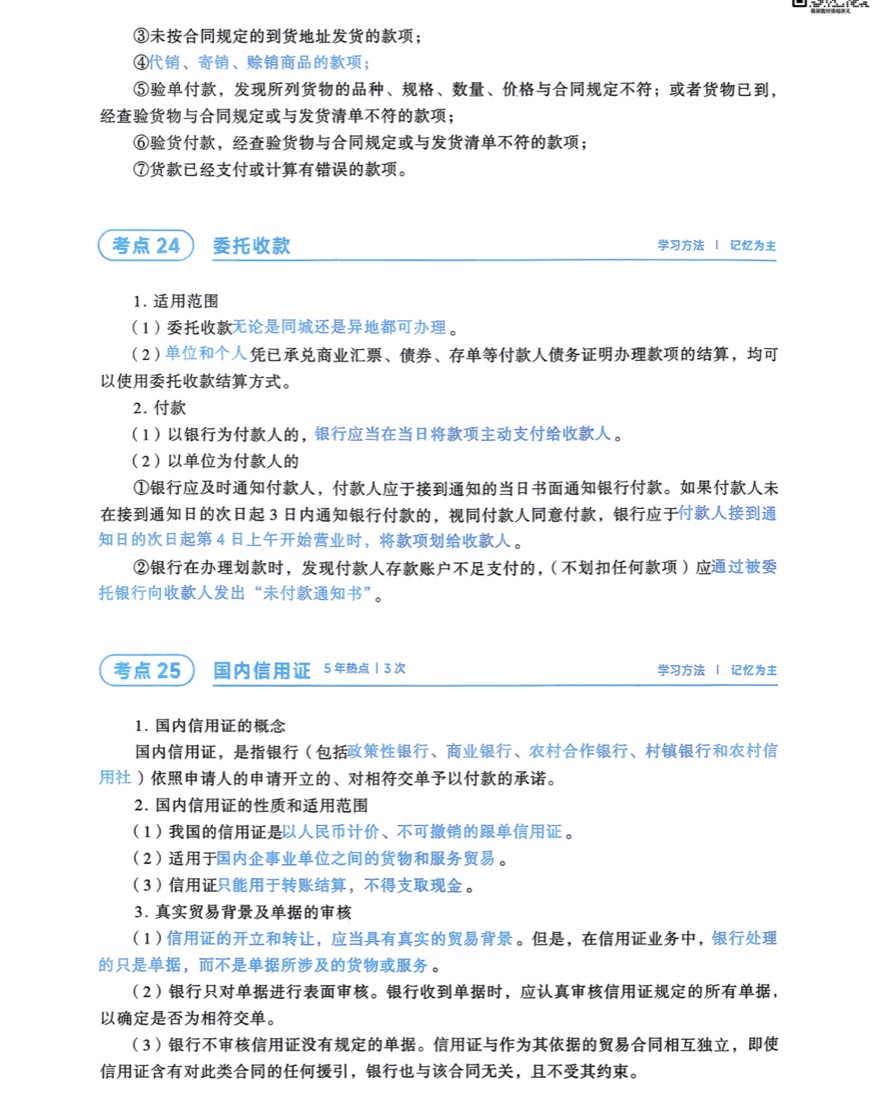 ③未按合同规定的到货地址发货的款项；
④代销、寄销、赊销商品的款项；
⑤验单付款，发现所列货物的品种、规格、数量、价格与合同规定不符；或者货物已到，
经查验货物与合同规定或与发货清单不符的款项；
⑥验货付款，经查验货物与合同规定或与发货清单不符的款项；
⑦货款已经支付或计算有错误的款项。
考点 24 委托收款 学习方法 | 记忆为主
1. 适用范围
（1）委托收款无论是同城还是异地都可办理。
（2）单位和个人凭已承兑商业汇票、债券、存单等付款人债务证明办理款项的结算，均可
以使用委托收款结算方式。
2. 付款
（1）以银行为付款人的，银行应当在当日将款项主动支付给收款人。
（2）以单位为付款人的
①银行应及时通知付款人，付款人应于接到通知的当日书面通知银行付款。如果付款人未
在接到通知日的次日起 3 日内通知银行付款的，视同付款人同意付款，银行应于付款人接到通
知日的次日起第 4 日上午开始营业时，将款项划给收款人。
②银行在办理划款时，发现付款人存款账户不足支付的，（不划扣任何款项）应通过被委
托银行向收款人发出“未付款通知书”。
考点 25 国内信用证 5 年热点 | 3 次 学习方法 | 记忆为主
1. 国内信用证的概念
国内信用证，是指银行（包括政策性银行、商业银行、农村合作银行、村镇银行和农村信
用社）依照申请人的申请开立的、对相符交单予以付款的承诺。
2. 国内信用证的性质和适用范围
（1）我国的信用证是以人民币计价、不可撤销的跟单信用证。
（2）适用于国内企事业单位之间的货物和服务贸易。
（3）信用证只能用于转账结算，不得支取现金。
3. 真实贸易背景及单据的审核
（1）信用证的开立和转让，应当具有真实的贸易背景。但是，在信用证业务中，银行处理
的只是单据，而不是单据所涉及的货物或服务。
（2）银行只对单据进行表面审核。银行收到单据时，应认真审核信用证规定的所有单据，
以确定是否为相符交单。
（3）银行不审核信用证没有规定的单据。信用证与作为其依据的贸易合同相互独立，即使
信用证含有对此类合同的任何援引，银行也与该合同无关，且不受其约束。